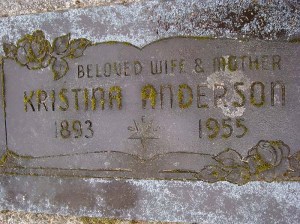 BELOVED WIFE & MOTHER
KRISTINA ANDERSON
1893 1955